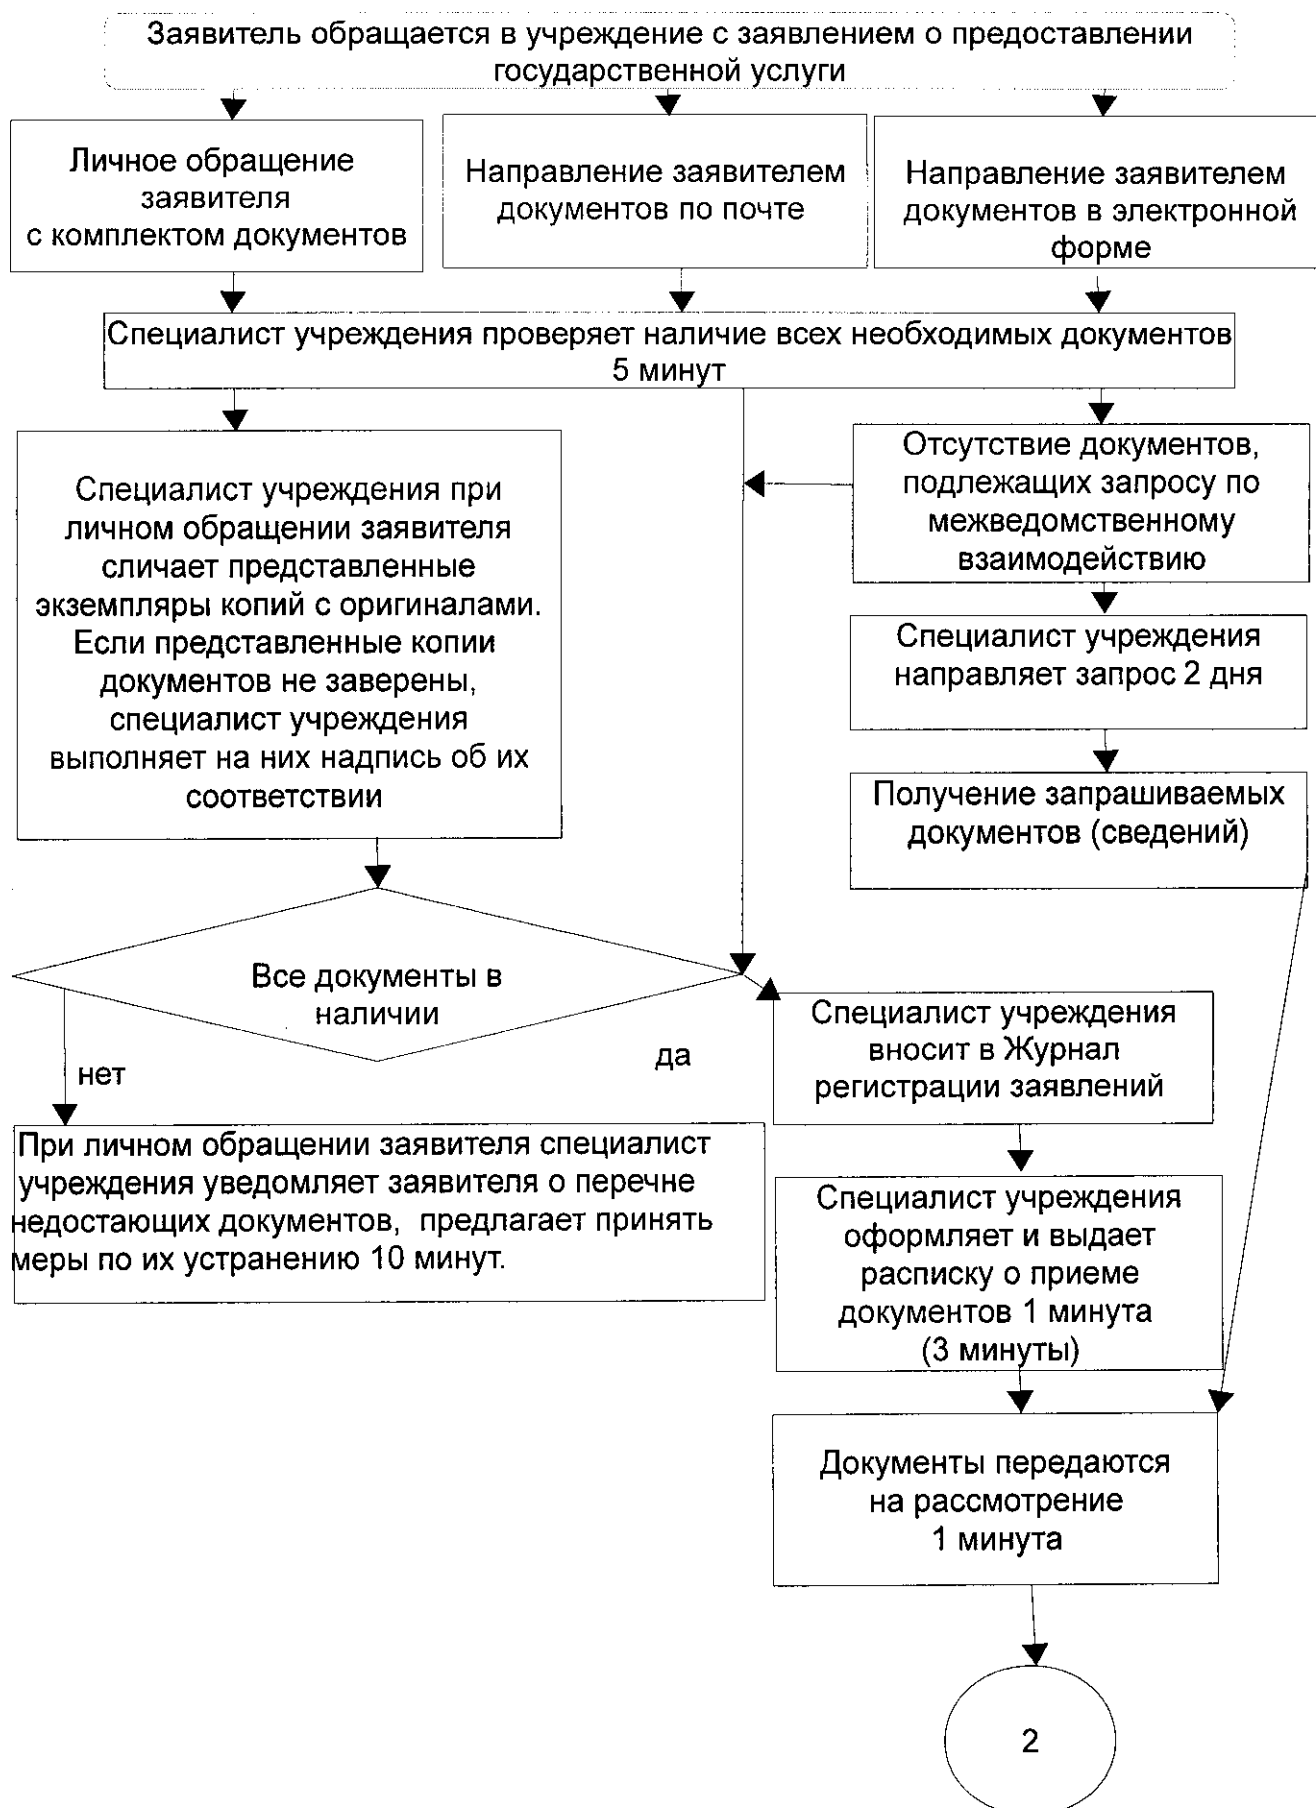 Заявитель обращается в учреждение с заявлением о предоставлении
государственной услуги
Личное обращение
заявителя
с комплектом документов
Направление заявителем
документов по почте
Направление заявителем
документов в электронной
форме
Специалист учреждения проверяет наличие всех необходимых документов
5 минут
Специалист учреждения при
личном обращении заявителя
сличает представленные
экземпляры копий с оригиналами.
Если представленные копии
документов не заверены,
специалист учреждения
выполняет на них надпись об их
соответствии
Отсутствие документов,
подлежащих запросу по
межведомственному
взаимодействию
Специалист учреждения
направляет запрос 2 дня
Получение запрашиваемых
документов (сведений)
Все документы в
наличии
нет
да
Специалист учреждения
вносит в Журнал
регистрации заявлений
При личном обращении заявителя специалист
учреждения уведомляет заявителя о перечне
недостающих документов, предлагает принять
меры по их устранению 10 минут.
Специалист учреждения
оформляет и выдает
расписку о приеме
документов 1 минута
(3 минуты)
Документы передаются
на рассмотрение
1 минута
2